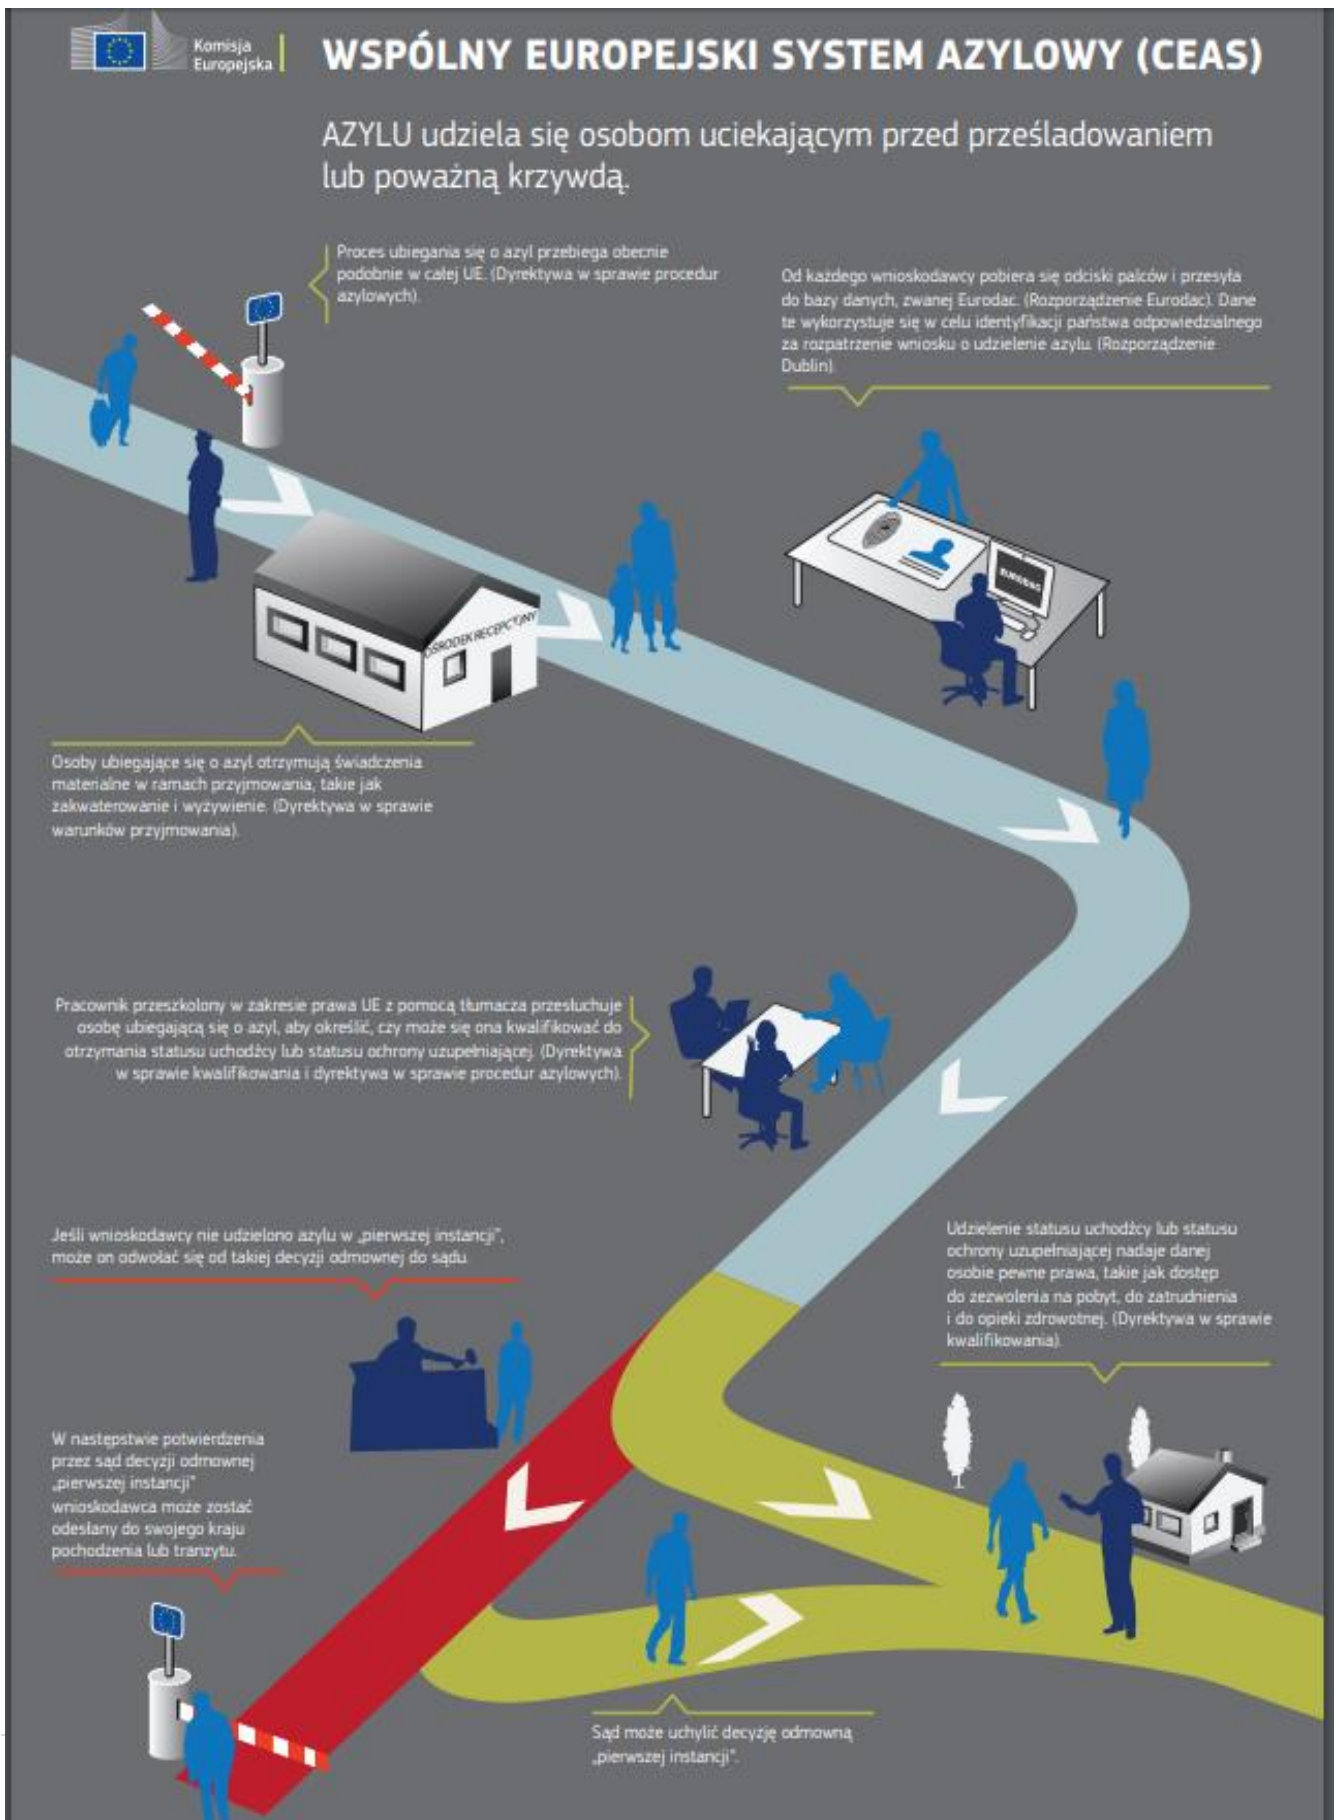 Komisja
Europejska
WSPÓLNY EUROPEJSKI SYSTEM AZYLOWY (CEAS)
AZYLU udziela się osobom uciekającym przed prześladowaniem
lub poważną krzywdą.
Proces ubiegania się o azyl przebiega obecnie
podobnie w całej UE. (Dyrektywa w sprawie procedur
azylowych).
Od każdego wnioskodawcy pobiera się odciski palców i przesyła
do bazy danych, zwanej Eurodac. (Rozporządzenie Eurodac). Dane
te wykorzystuje się w celu identyfikacji państwa odpowiedzialnego
za rozpatrzenie wniosku o udzielenie azylu. (Rozporządzenie
Dublin).
EURODAC
OŚRODEK RECEPCYJNY
Osoby ubiegające się o azyl otrzymują świadczenia
materialne w ramach przyjmowania, takie jak
zakwaterowanie i wyżywienie. (Dyrektywa w sprawie
warunków przyjmowania).
Pracownik przeszkolony w zakresie prawa UE z pomocą tłumacza przesłuchuje
osobę ubiegającą się o azyl, aby określić, czy może się ona kwalifikować do
otrzymania statusu uchodźcy lub statusu ochrony uzupełniającej. (Dyrektywa
w sprawie kwalifikowania i dyrektywa w sprawie procedur azylowych).
Jeśli wnioskodawcy nie udzielono azylu w „pierwszej instancji”,
może on odwołać się od takiej decyzji odmownej do sądu.
Udzielenie statusu uchodźcy lub statusu
ochrony uzupełniającej nadaje danej
osobie pewne prawa, takie jak dostęp
do zezwolenia na pobyt, do zatrudnienia
i do opieki zdrowotnej. (Dyrektywa w sprawie
kwalifikowania).
W następstwie potwierdzenia
przez sąd decyzji odmownej
„pierwszej instancji”
wnioskodawca może zostać
odesłany do swojego kraju
pochodzenia lub tranzytu.
Sąd może uchylić decyzję odmowną
„pierwszej instancji”.